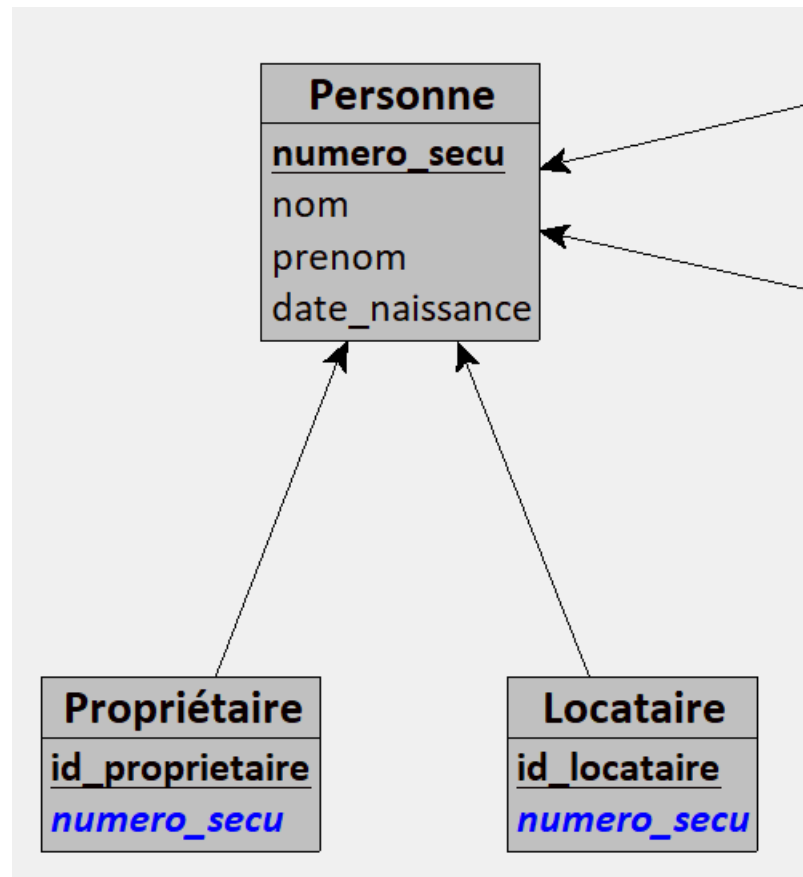 Personne
numero_secu
nom
prenom
date_naissance
Propriétaire
id_proprietaire
numero_secu
Locataire
id_locataire
numero_secu